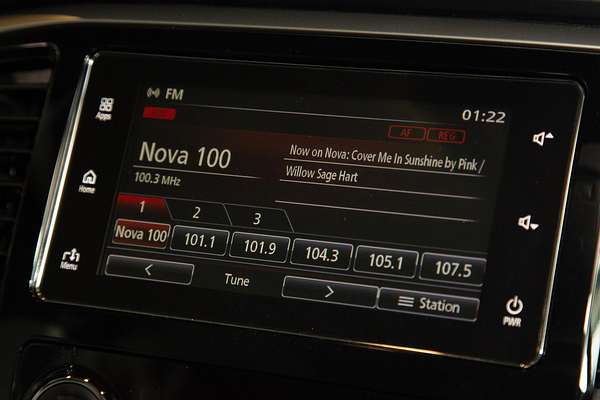 FM
Apps
01:22
AF REG
Nova 100
Now on Nova: Cover Me In Sunshine by Pink /
Willow Sage Hart
100.3 MHz
Home
1 2 3
Nova 100 101.1 101.9 104.3 105.1 107.5
Menu
< Tune > Station
PWR